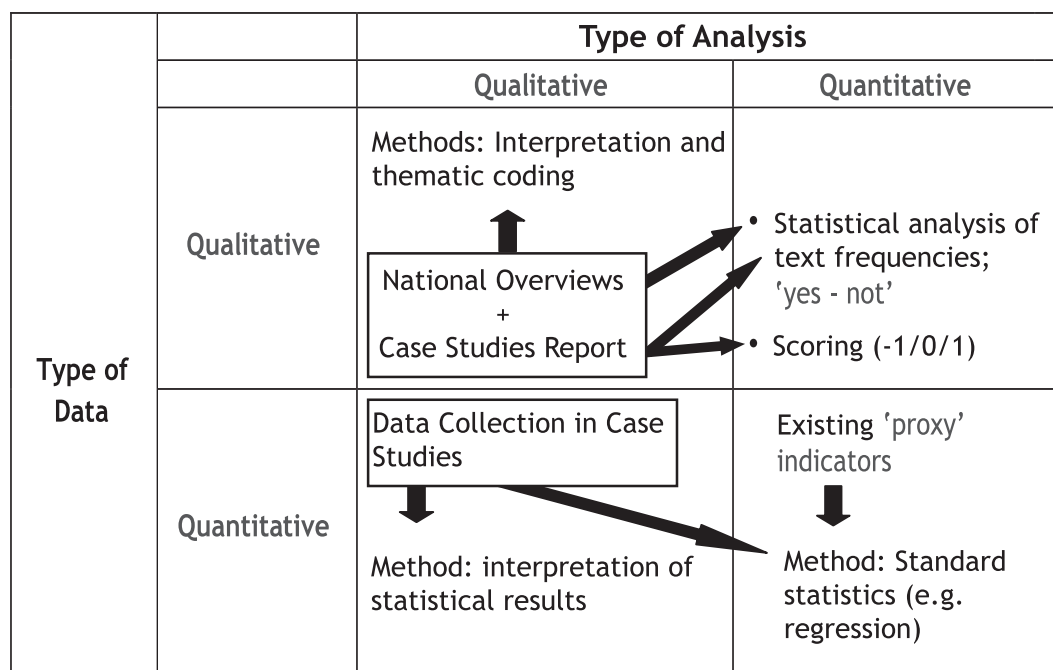 Type of Analysis
Qualitative
Quantitative
Type of
Data
Qualitative
Methods: Interpretation and
thematic coding
National Overviews
+
Case Studies Report
• Statistical analysis of
text frequencies;
‘yes - not’
• Scoring (-1/0/1)
Quantitative
Data Collection in Case
Studies
Method: interpretation of
statistical results
Existing ‘proxy’
indicators
Method: Standard
statistics (e.g.
regression)